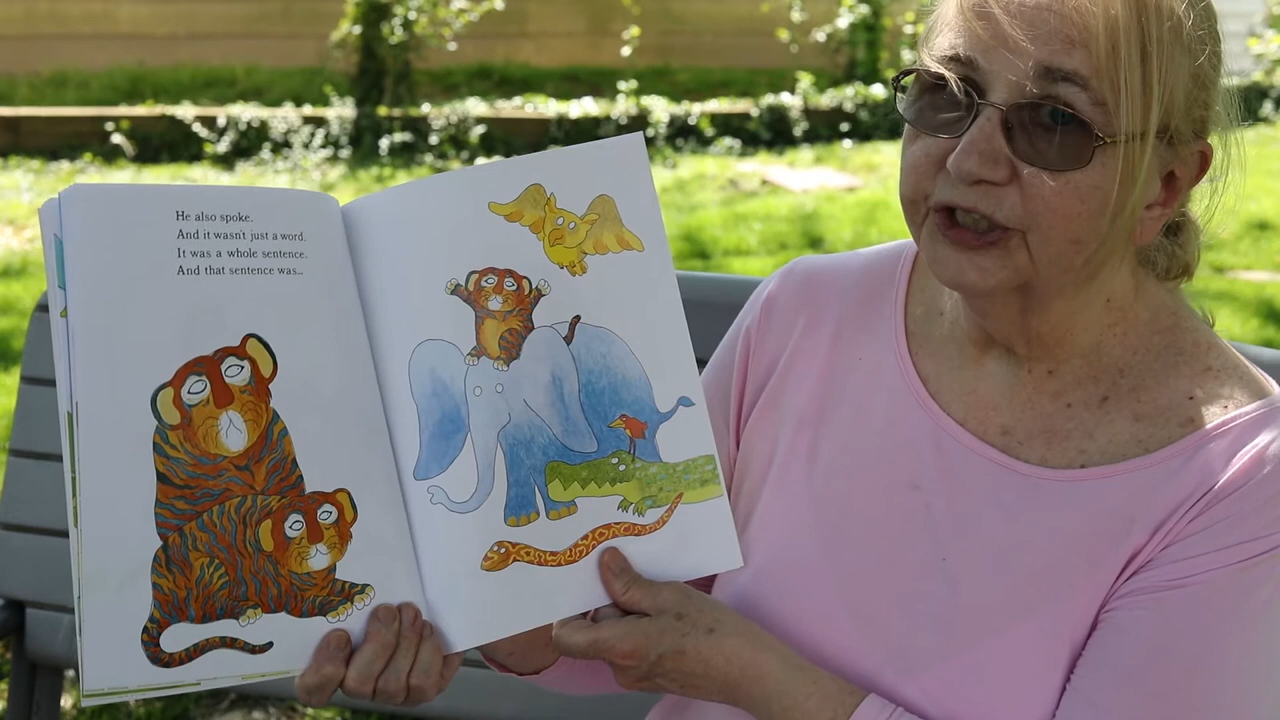 He also spoke.
And it wasn't just a word.
It was a whole sentence.
And that sentence was...